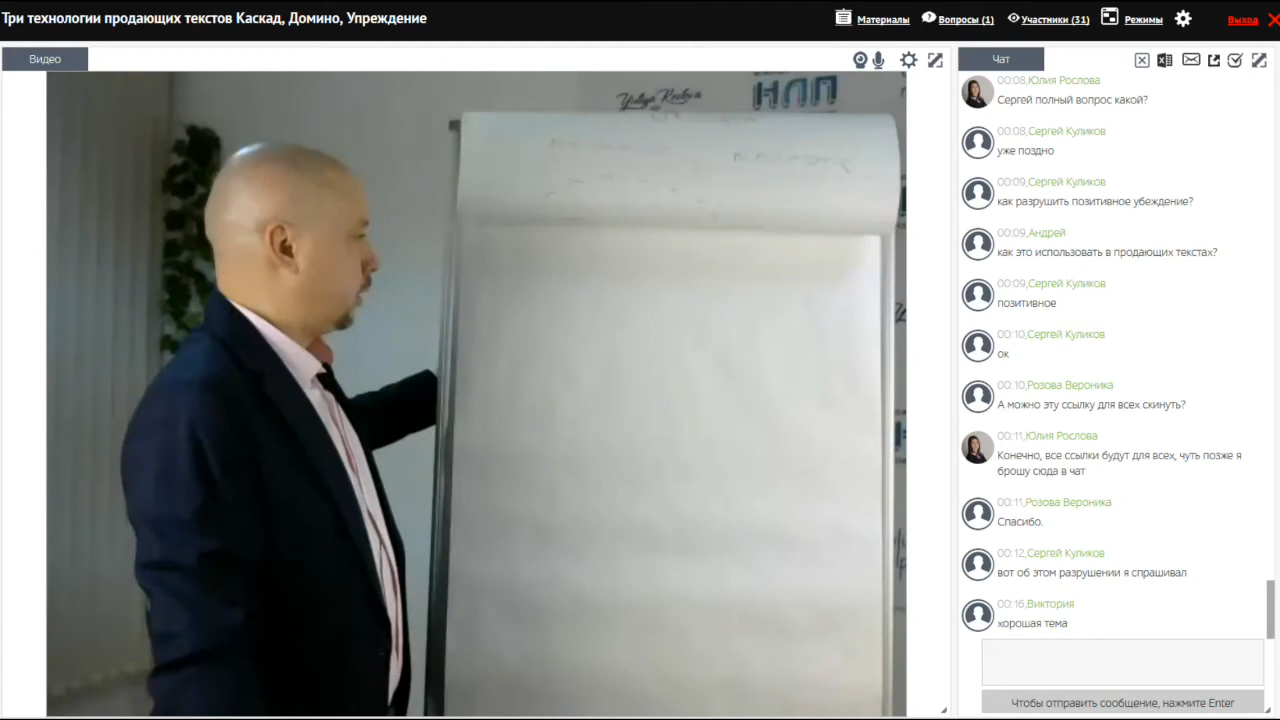 Три технологии продающих текстов Каскад, Домино, Упреждение
Материалы
Вопросы (1)
Участники (31)
Режимы
Выход
Видео
НЛП
Чат
00:08,Юлия Рослова
Сергей полный вопрос какой?
00:08,Сергей Куликов
уже поздно
00:09,Сергей Куликов
как разрушить позитивное убеждение?
00:09,Андрей
как это использовать в продающих текстах?
00:09,Сергей Куликов
позитивное
00:10,Сергей Куликов
ок
00:10,Розова Вероника
А можно эту ссылку для всех скинуть?
00:11,Юлия Рослова
Конечно, все ссылки будут для всех, чуть позже я
брошу сюда в чат
00:11,Розова Вероника
Спасибо.
00:12,Сергей Куликов
вот об этом разрушении я спрашивал
00:16,Виктория
хорошая тема
Чтобы отправить сообщение, нажмите Enter